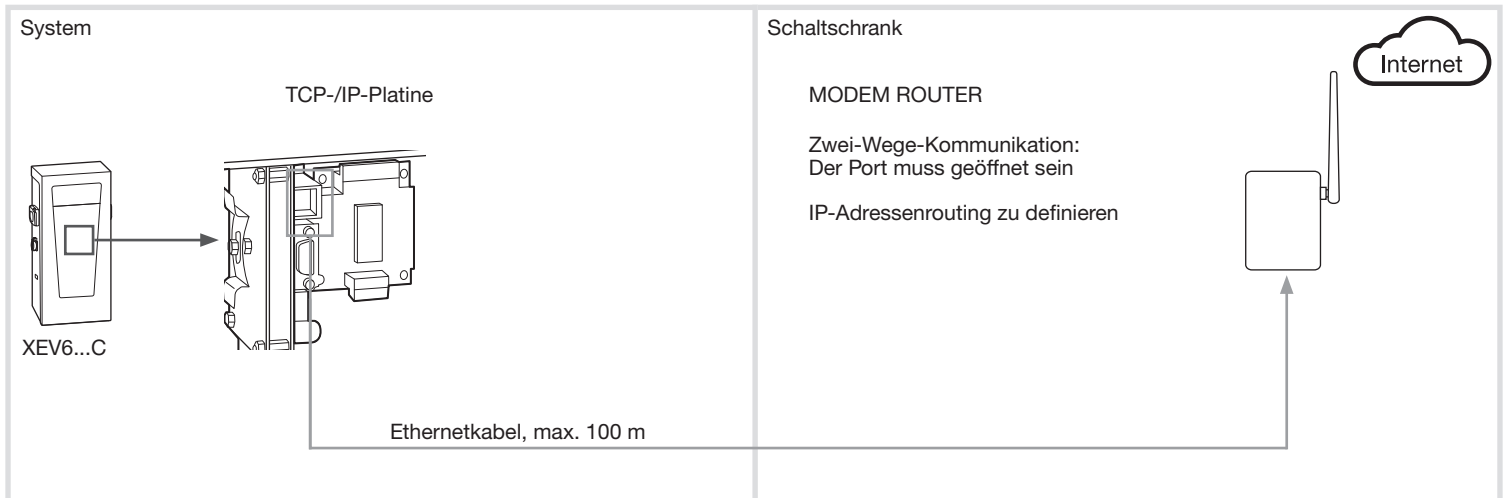 System
TCP-/IP-Platine
XEV6...C
Ethernetkabel, max. 100 m
Schaltschrank
Internet
MODEM ROUTER
Zwei-Wege-Kommunikation:
Der Port muss geöffnet sein
IP-Adressenrouting zu definieren